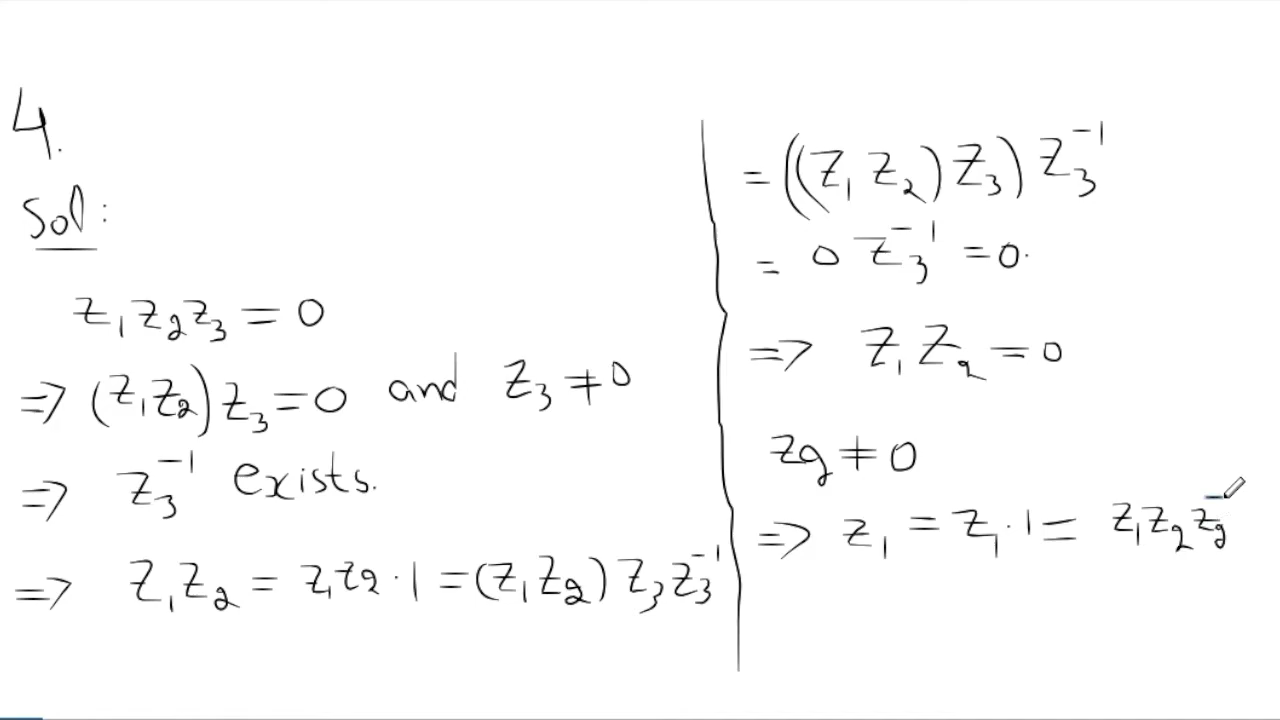 4.
Sol:
z₁z₂z₃ = 0
⇒ (z₁z₂)z₃ = 0 and z₃ ≠ 0
⇒ z₃⁻¹ exists.
⇒ z₁z₂ = z₁z₂·1 = (z₁z₂) z₃z₃⁻¹
= ((z₁z₂)z₃) z₃⁻¹
= 0 z₃⁻¹ = 0.
⇒ z₁z₂ = 0
z₂ ≠ 0
⇒ z₁ = z₁·1 = z₁z₂z₂⁻